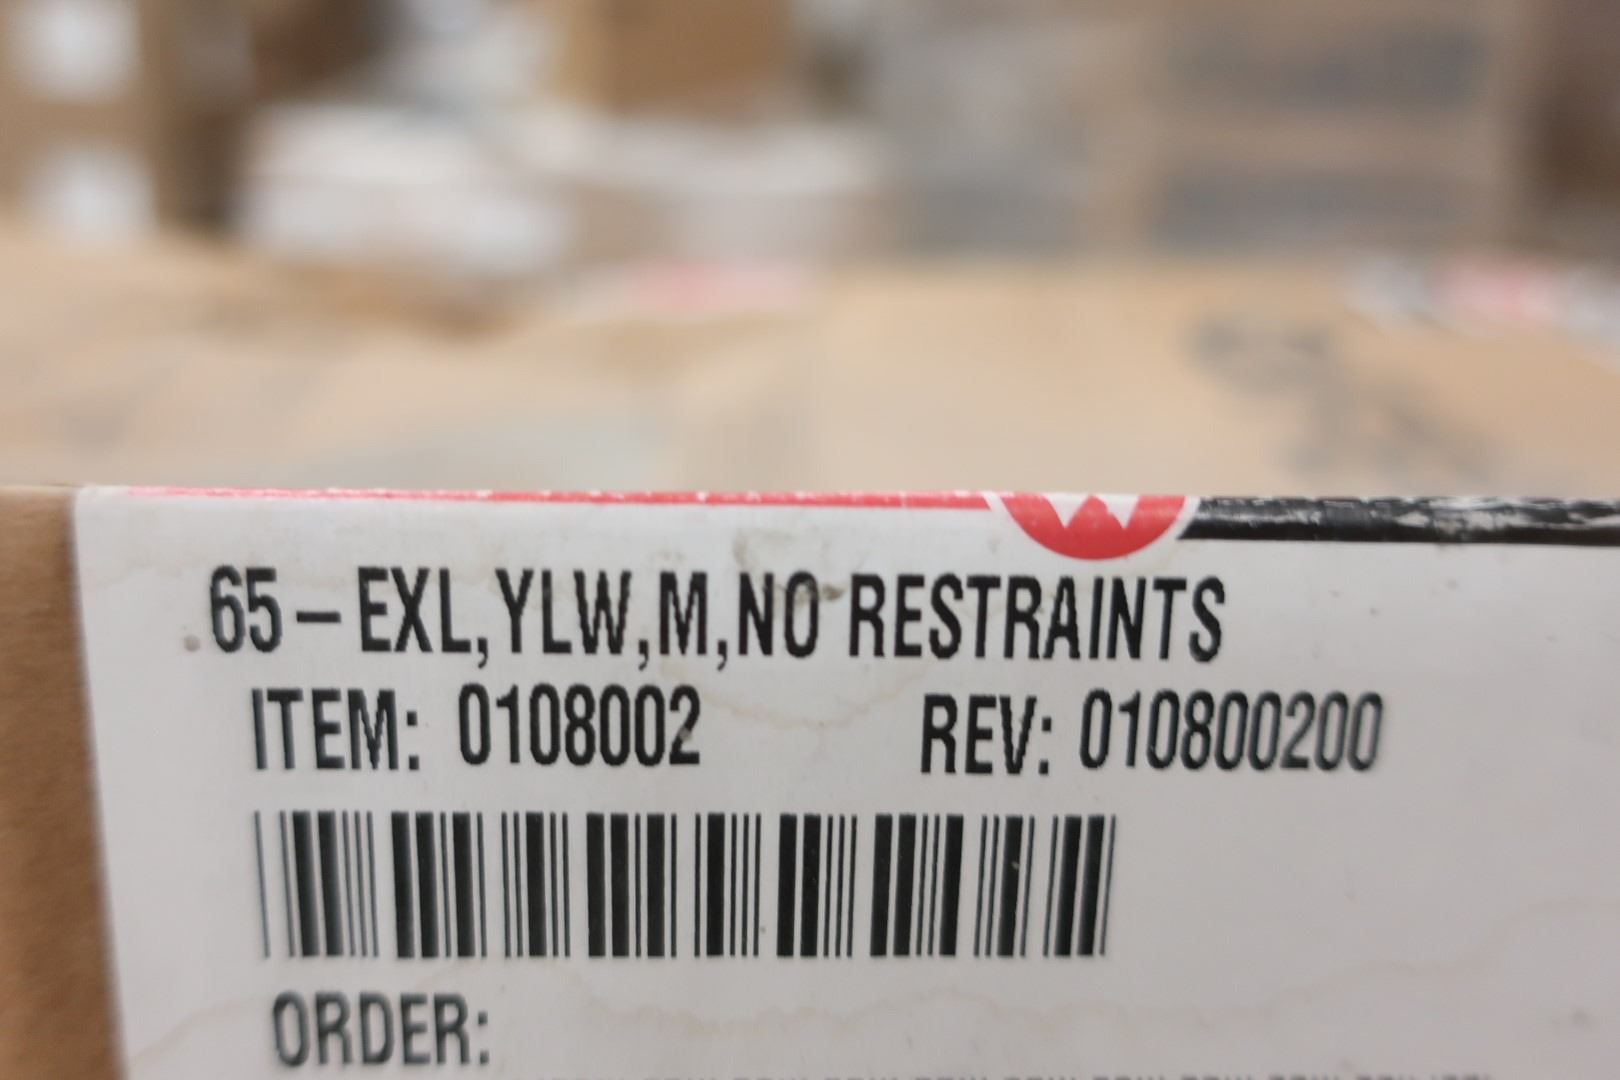 65-EXL,YLW,M,NO RESTRAINTS
ITEM: 0108002 REV: 010800200
ORDER: